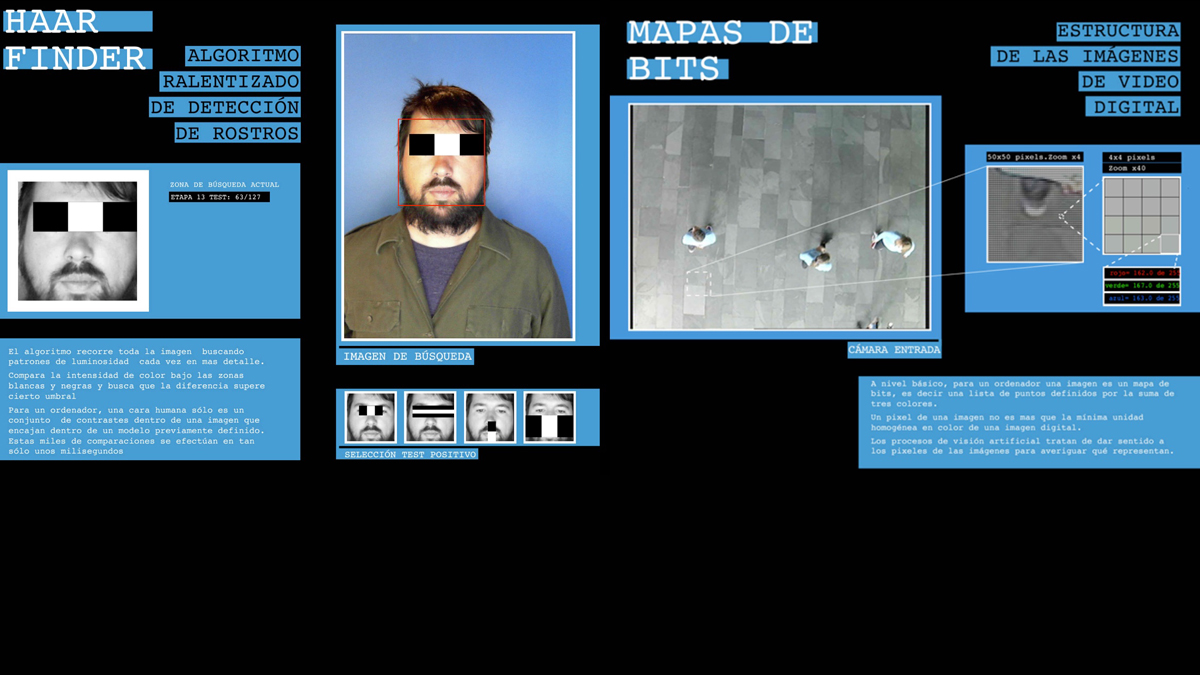 HAAR
FINDER
ALGORITMO
RALENTIZADO
DE DETECCIÓN
DE ROSTROS
ZONA DE BÚSQUEDA ACTUAL
ETAPA 13 TEST: 63/127
El algoritmo recorre toda la imagen buscando
patrones de luminosidad cada vez en mas detalle.
Compara la intensidad de color bajo las zonas
blancas y negras y busca que la diferencia supere
cierto umbral
Para un ordenador, una cara humana sólo es un
conjunto de contrastes dentro de una imagen que
encajan dentro de un modelo previamente definido.
Estas miles de comparaciones se efectúan en tan
sólo unos milisegundos
IMAGEN DE BÚSQUEDA
SELECCIÓN TEST POSITIVO
MAPAS DE
BITS
ESTRUCTURA
DE LAS IMÁGENES
DE VIDEO
DIGITAL
50x50 pixels.Zoom x4
4x4 pixels
Zoom x40
rojo= 162.0 de 255
verde= 167.0 de 255
azul= 163.0 de 255
CÁMARA ENTRADA
A nivel básico, para un ordenador una imagen es un mapa de
bits, es decir una lista de puntos definidos por la suma de
tres colores.
Un pixel de una imagen no es mas que la mínima unidad
homogénea en color de una imagen digital.
Los procesos de visión artificial tratan de dar sentido a
los pixeles de las imágenes para averiguar qué representan.